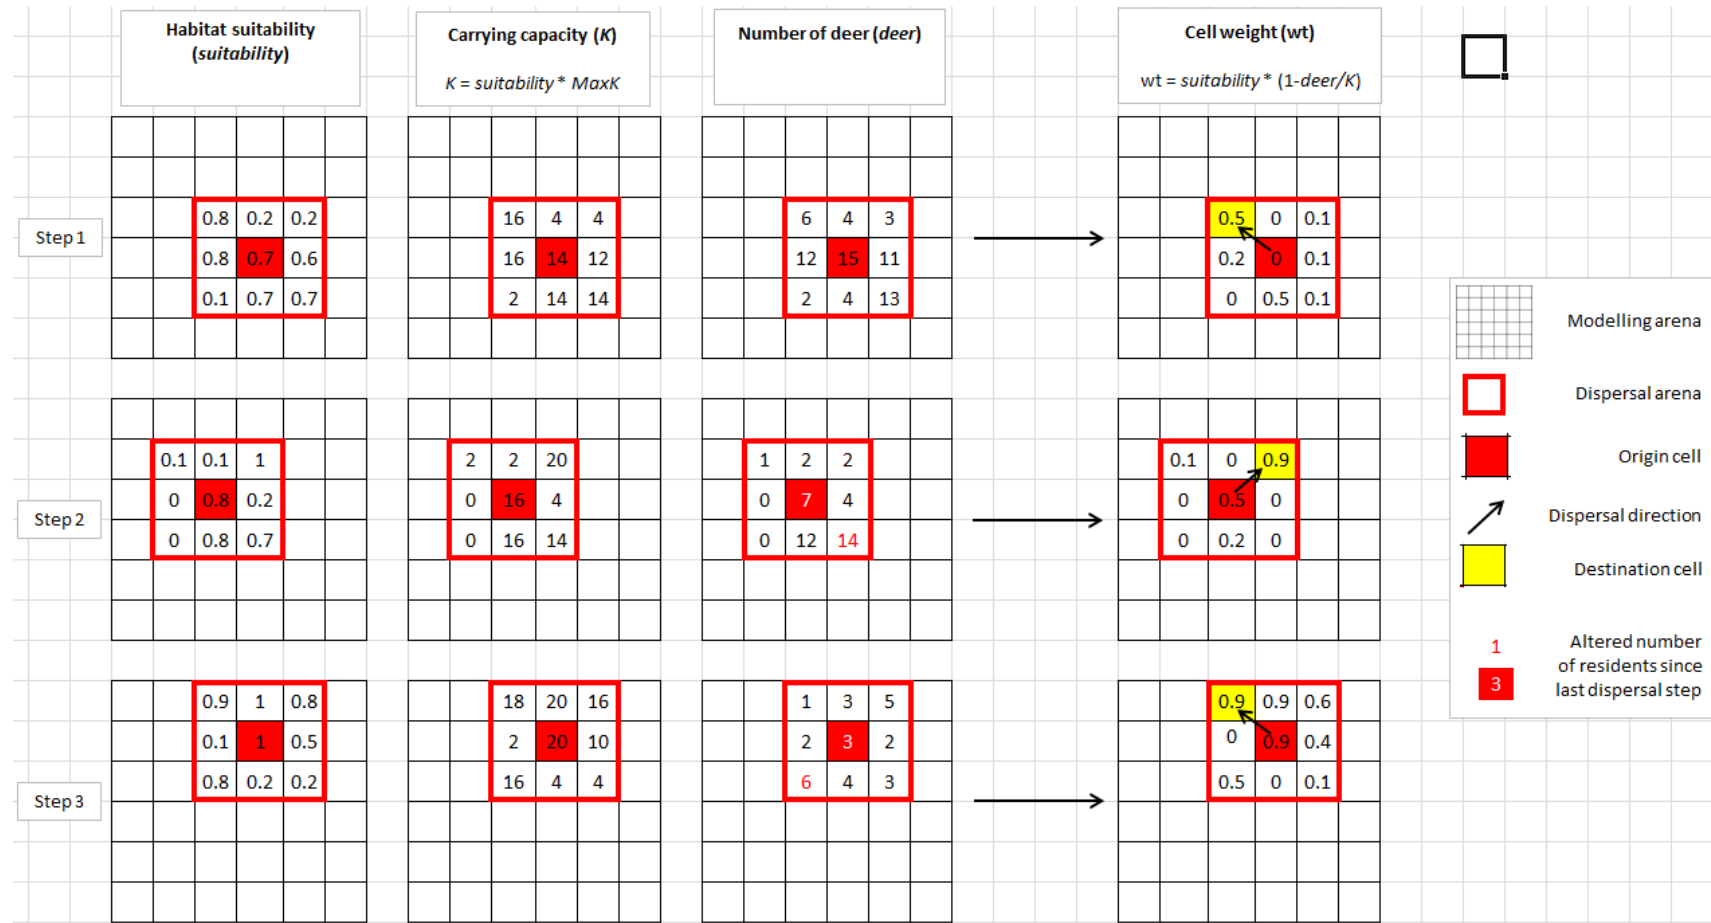 Habitat suitability
(suitability)
Carrying capacity (K)
K = suitability * MaxK
Number of deer (deer)
Cell weight (wt)
wt = suitability * (1-deer/K)
Step 1
0.8 0.2 0.2
0.8 0.7 0.6
0.1 0.7 0.7
16 4 4
16 14 12
2 14 14
6 4 3
12 15 11
2 4 13
0.5 0 0.1
0.2 0 0.1
0 0.5 0.1
Step 2
0.1 0.1 1
0 0.8 0.2
0 0.8 0.7
2 2 20
0 16 4
0 16 14
1 2 2
0 7 4
0 12 14
0.1 0 0.9
0 0.5 0
0 0.2 0
Step 3
0.9 1 0.8
0.1 1 0.5
0.8 0.2 0.2
18 20 16
2 20 10
16 4 4
1 3 5
2 3 2
6 4 3
0.9 0.9 0.6
0 0.9 0.4
0.5 0 0.1
Modelling arena
Dispersal arena
Origin cell
Dispersal direction
Destination cell
1
3
Altered number
of residents since
last dispersal step